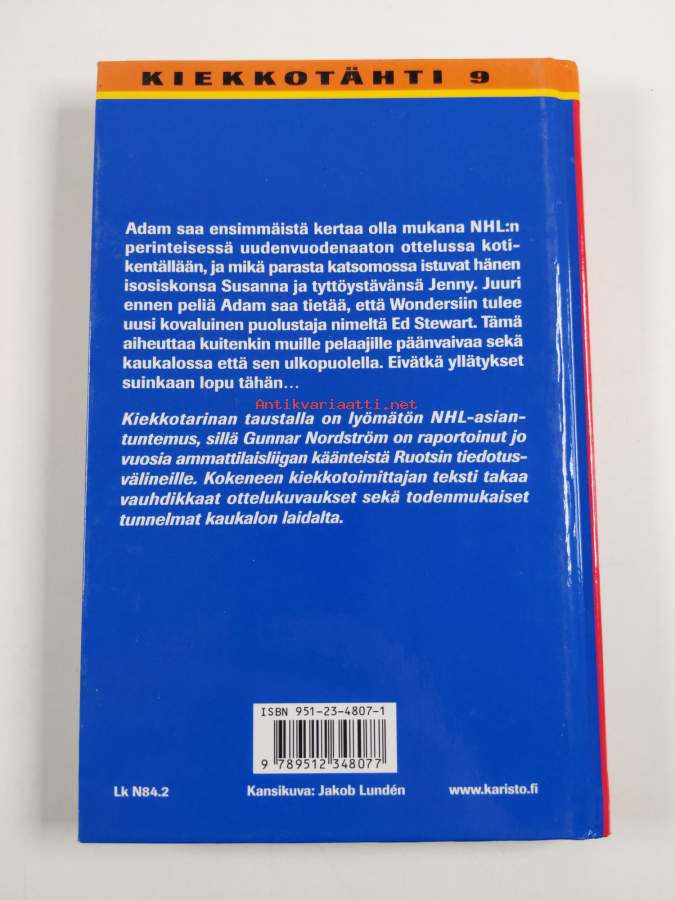 KIEKKOTÄHTI 9
Adam saa ensimmäistä kertaa olla mukana NHL:n
perinteisessä uudenvuodenaaton ottelussa koti-
kentällään, ja mikä parasta katsomossa istuvat hänen
isosiskonsa Susanna ja tyttöystävänsä Jenny. Juuri
ennen peliä Adam saa tietää, että Wondersiin tulee
uusi kovaluinen puolustaja nimeltä Ed Stewart. Tämä
aiheuttaa kuitenkin muille pelaajille päänvaivaa sekä
kaukalossa että sen ulkopuolella. Eivätkä yllätykset
suinkaan lopu tähän...
Antikvariaatti.net
Kiekkotarinan taustalla on lyömätön NHL-asian-
tuntemus, sillä Gunnar Nordström on raportoinut jo
vuosia ammattilaisliigan käänteistä Ruotsin tiedotus-
välineille. Kokeneen kiekkotoimittajan teksti takaa
vauhdikkaat ottelukuvaukset sekä todenmukaiset
tunnelmat kaukalon laidalta.
ISBN 951-23-4807-1
9 789512 348077
Lk N84.2 Kansikuva: Jakob Lundén www.karisto.fi